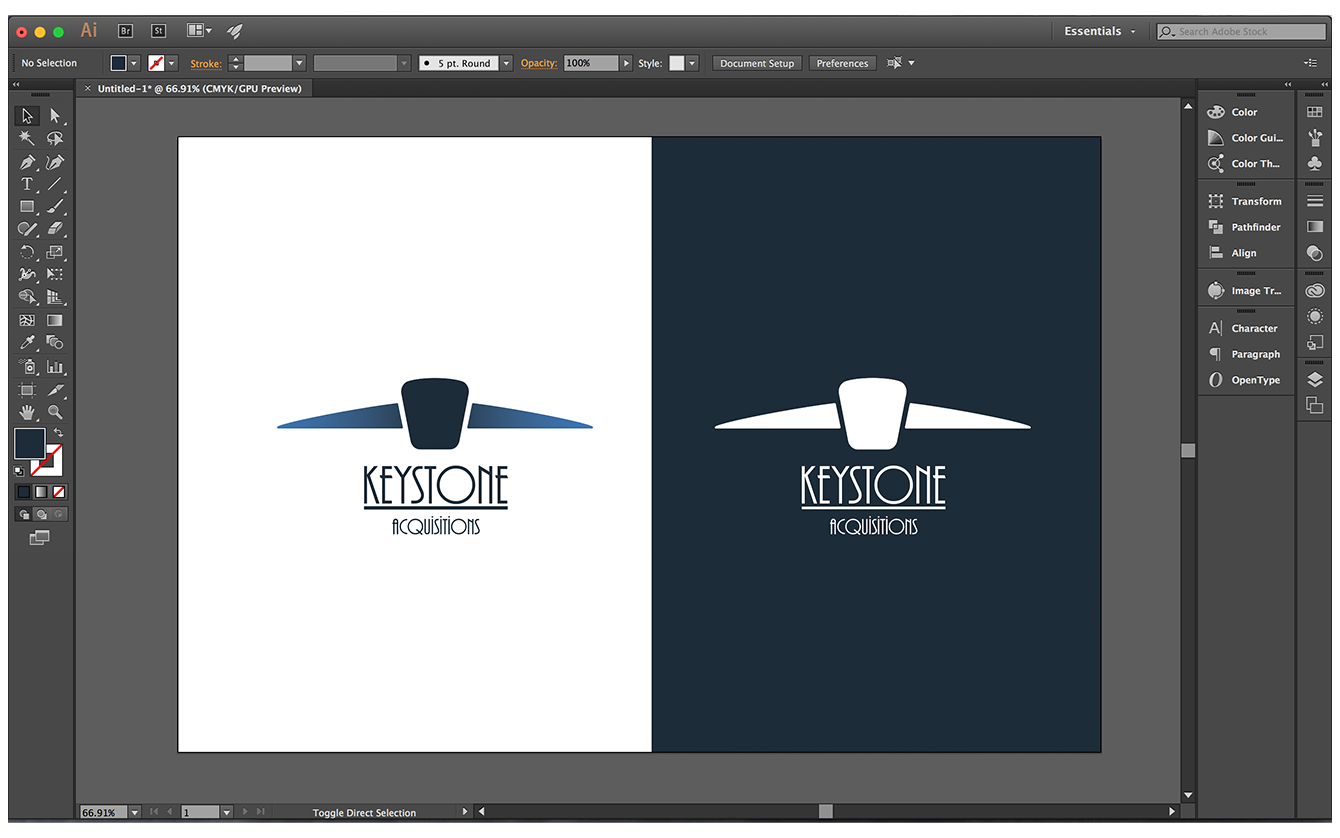 Ai Br St Essentials Search Adobe Stock
No Selection Stroke: 5 pt. Round Opacity: 100% Style: Document Setup Preferences
× Untitled-1* @ 66.91% (CMYK/GPU Preview)
Color
Color Gui...
Color Th...
Transform
Pathfinder
Align
Image Tr...
Character
Paragraph
OpenType
KEYSTONE
ACQUISITIONS
KEYSTONE
ACQUISITIONS
66.91% 1 Toggle Direct Selection